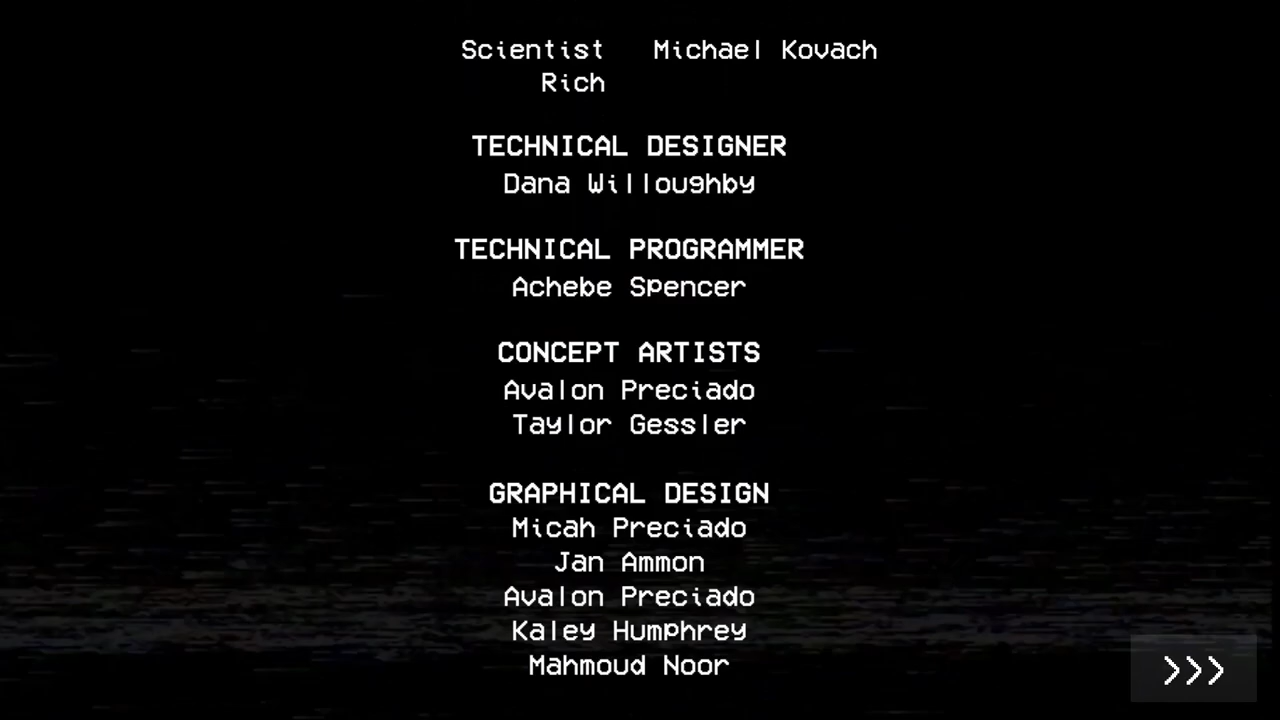 Scientist Michael Kovach
Rich
TECHNICAL DESIGNER
Dana Willoughby
TECHNICAL PROGRAMMER
Achebe Spencer
CONCEPT ARTISTS
Avalon Preciado
Taylor Gessler
GRAPHICAL DESIGN
Micah Preciado
Jan Ammon
Avalon Preciado
Kaley Humphrey
Mahmoud Noor
>>>